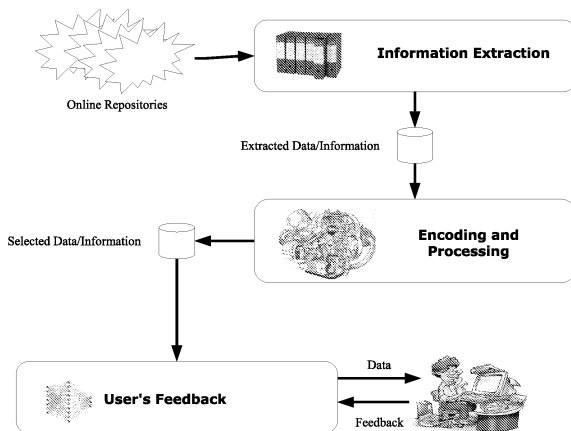 Information Extraction
Online Repositories
Extracted Data/Information
Encoding and
Processing
Selected Data/Information
Data
User's Feedback
Feedback